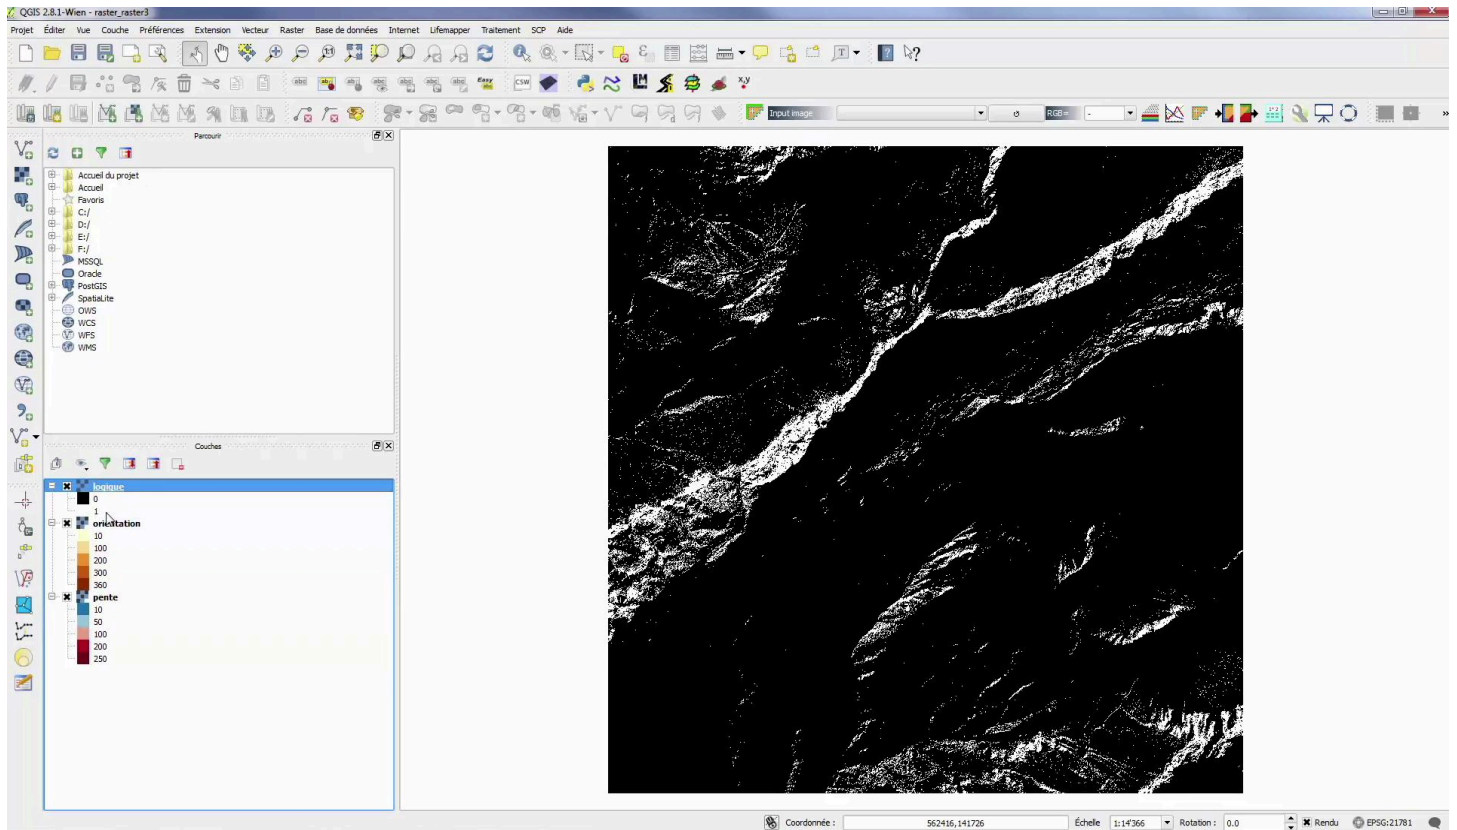 QGIS 2.8.1-Wien - raster_raster3
Projet Éditer Vue Couche Préférences Extension Vecteur Raster Base de données Internet Lifemapper Traitement SCP Aide
Input image RGB= -
Parcourir
Accueil du projet
Accueil
Favoris
C:/
D:/
E:/
F:/
MSSQL
Oracle
PostGIS
SpatiaLite
OWS
WCS
WFS
WMS
Couches
logique
0
1
orientation
10
100
200
300
360
pente
10
50
100
200
250
Coordonnée : 562416,141726 Échelle 1:14'366 Rotation : 0.0 Rendu EPSG:21781